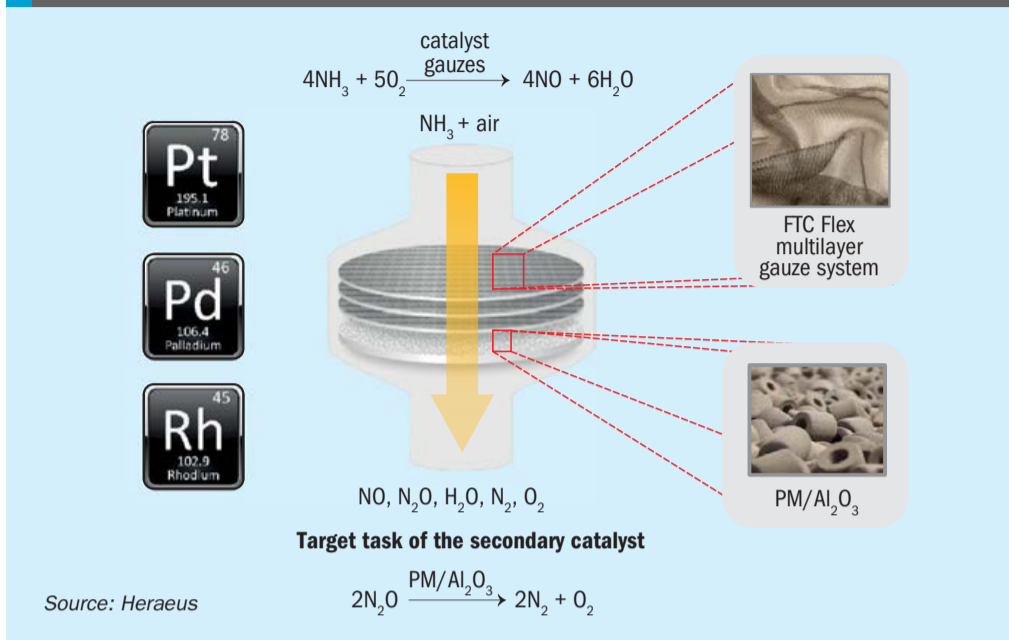 catalyst
gauzes
4NH₃ + 5O₂ → 4NO + 6H₂O
NH₃ + air
78
Pt
195.1
Platinum
46
Pd
106.4
Palladium
45
Rh
102.9
Rhodium
FTC Flex
multilayer
gauze system
PM/Al₂O₃
NO, N₂O, H₂O, N₂, O₂
Target task of the secondary catalyst
PM/Al₂O₃
2N₂O → 2N₂ + O₂
Source: Heraeus